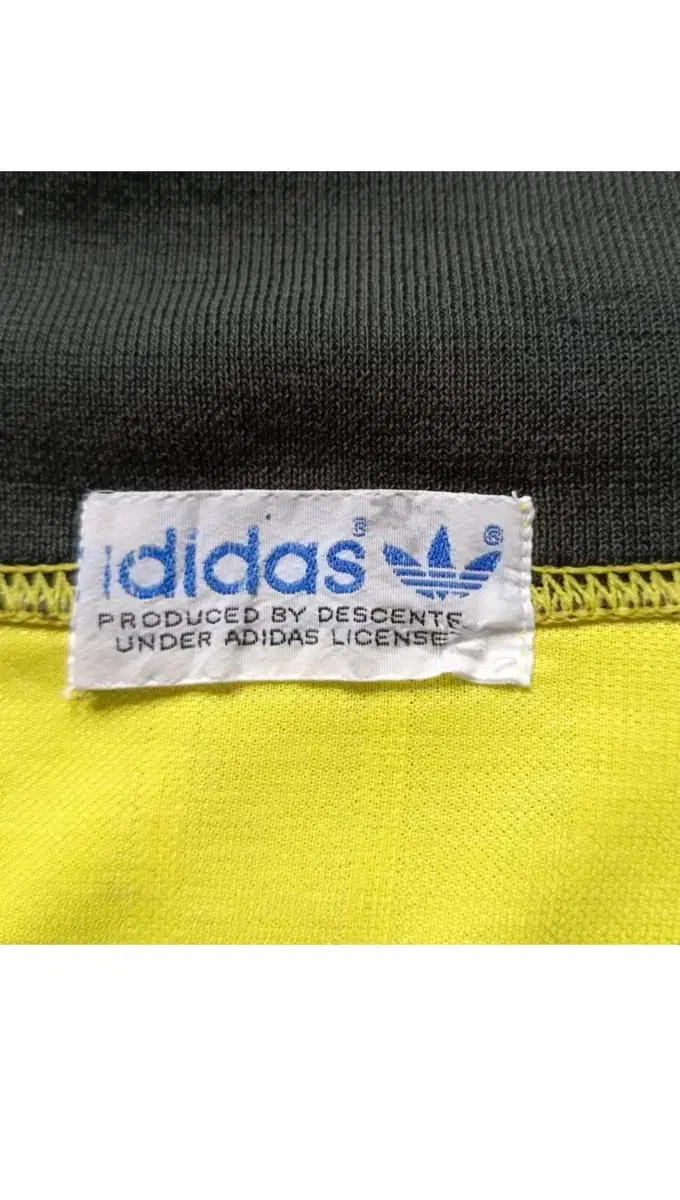 adidas®
PRODUCED BY DESCENTE
UNDER ADIDAS LICENSE